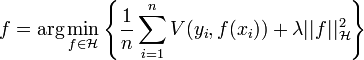 f = arg min_{f∈ℋ} { 1/n ∑_{i=1}^{n} V(y_i, f(x_i)) + λ||f||²_ℋ }